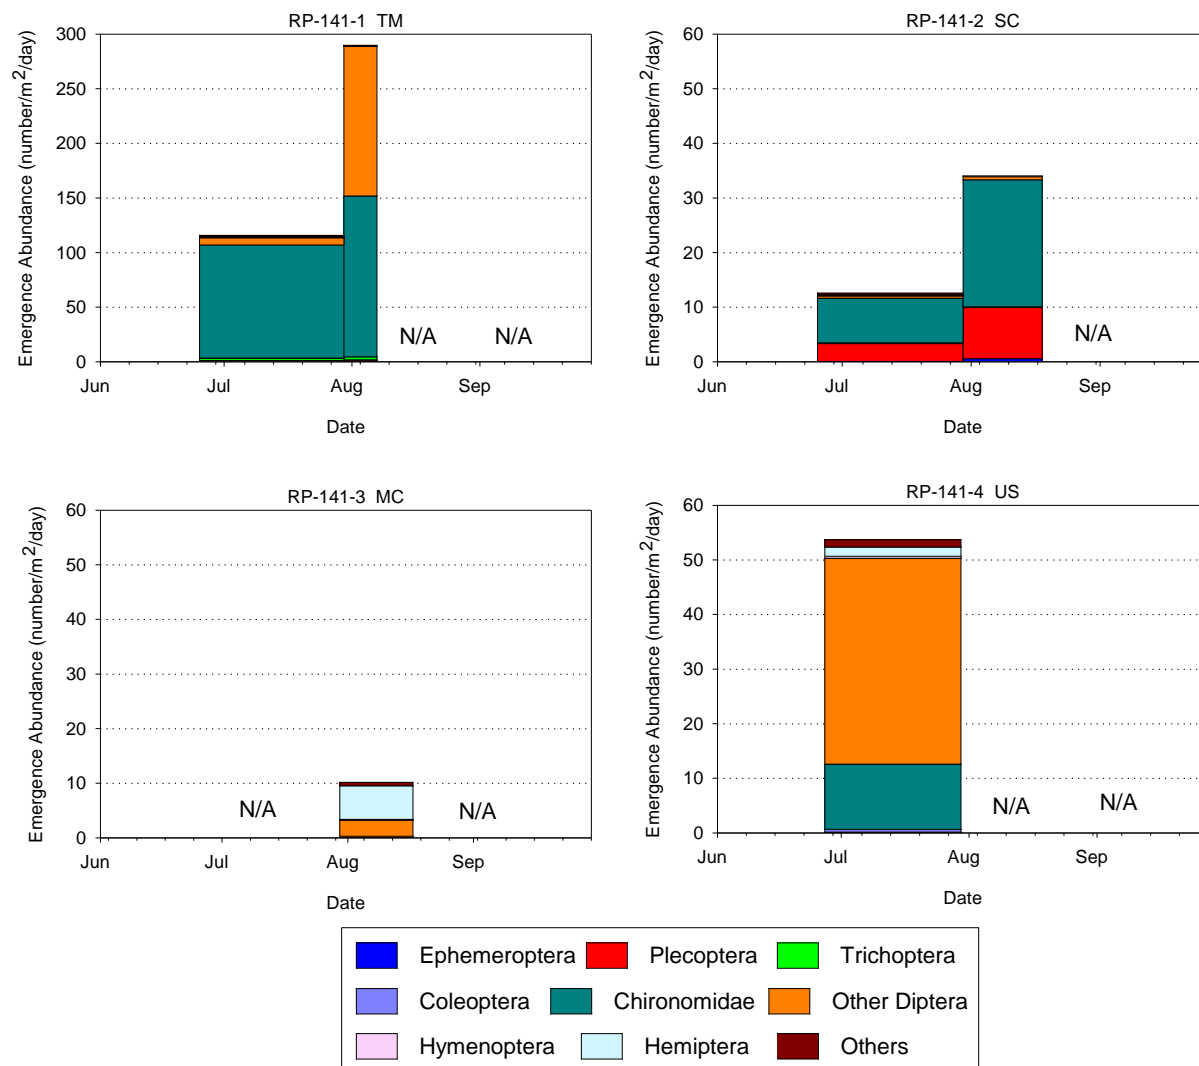 RP-141-1 TM
Emergence Abundance (number/m²/day)
300
250
200
150
100
50
0
N/A
N/A
Jun
Jul
Aug
Sep
Date
RP-141-2 SC
Emergence Abundance (number/m²/day)
60
50
40
30
20
10
0
N/A
Jun
Jul
Aug
Sep
Date
RP-141-3 MC
Emergence Abundance (number/m²/day)
60
50
40
30
20
10
0
N/A
N/A
Jun
Jul
Aug
Sep
Date
RP-141-4 US
Emergence Abundance (number/m²/day)
60
50
40
30
20
10
0
N/A
N/A
Jun
Jul
Aug
Sep
Date
Ephemeroptera Plecoptera Trichoptera
Coleoptera Chironomidae Other Diptera
Hymenoptera Hemiptera Others